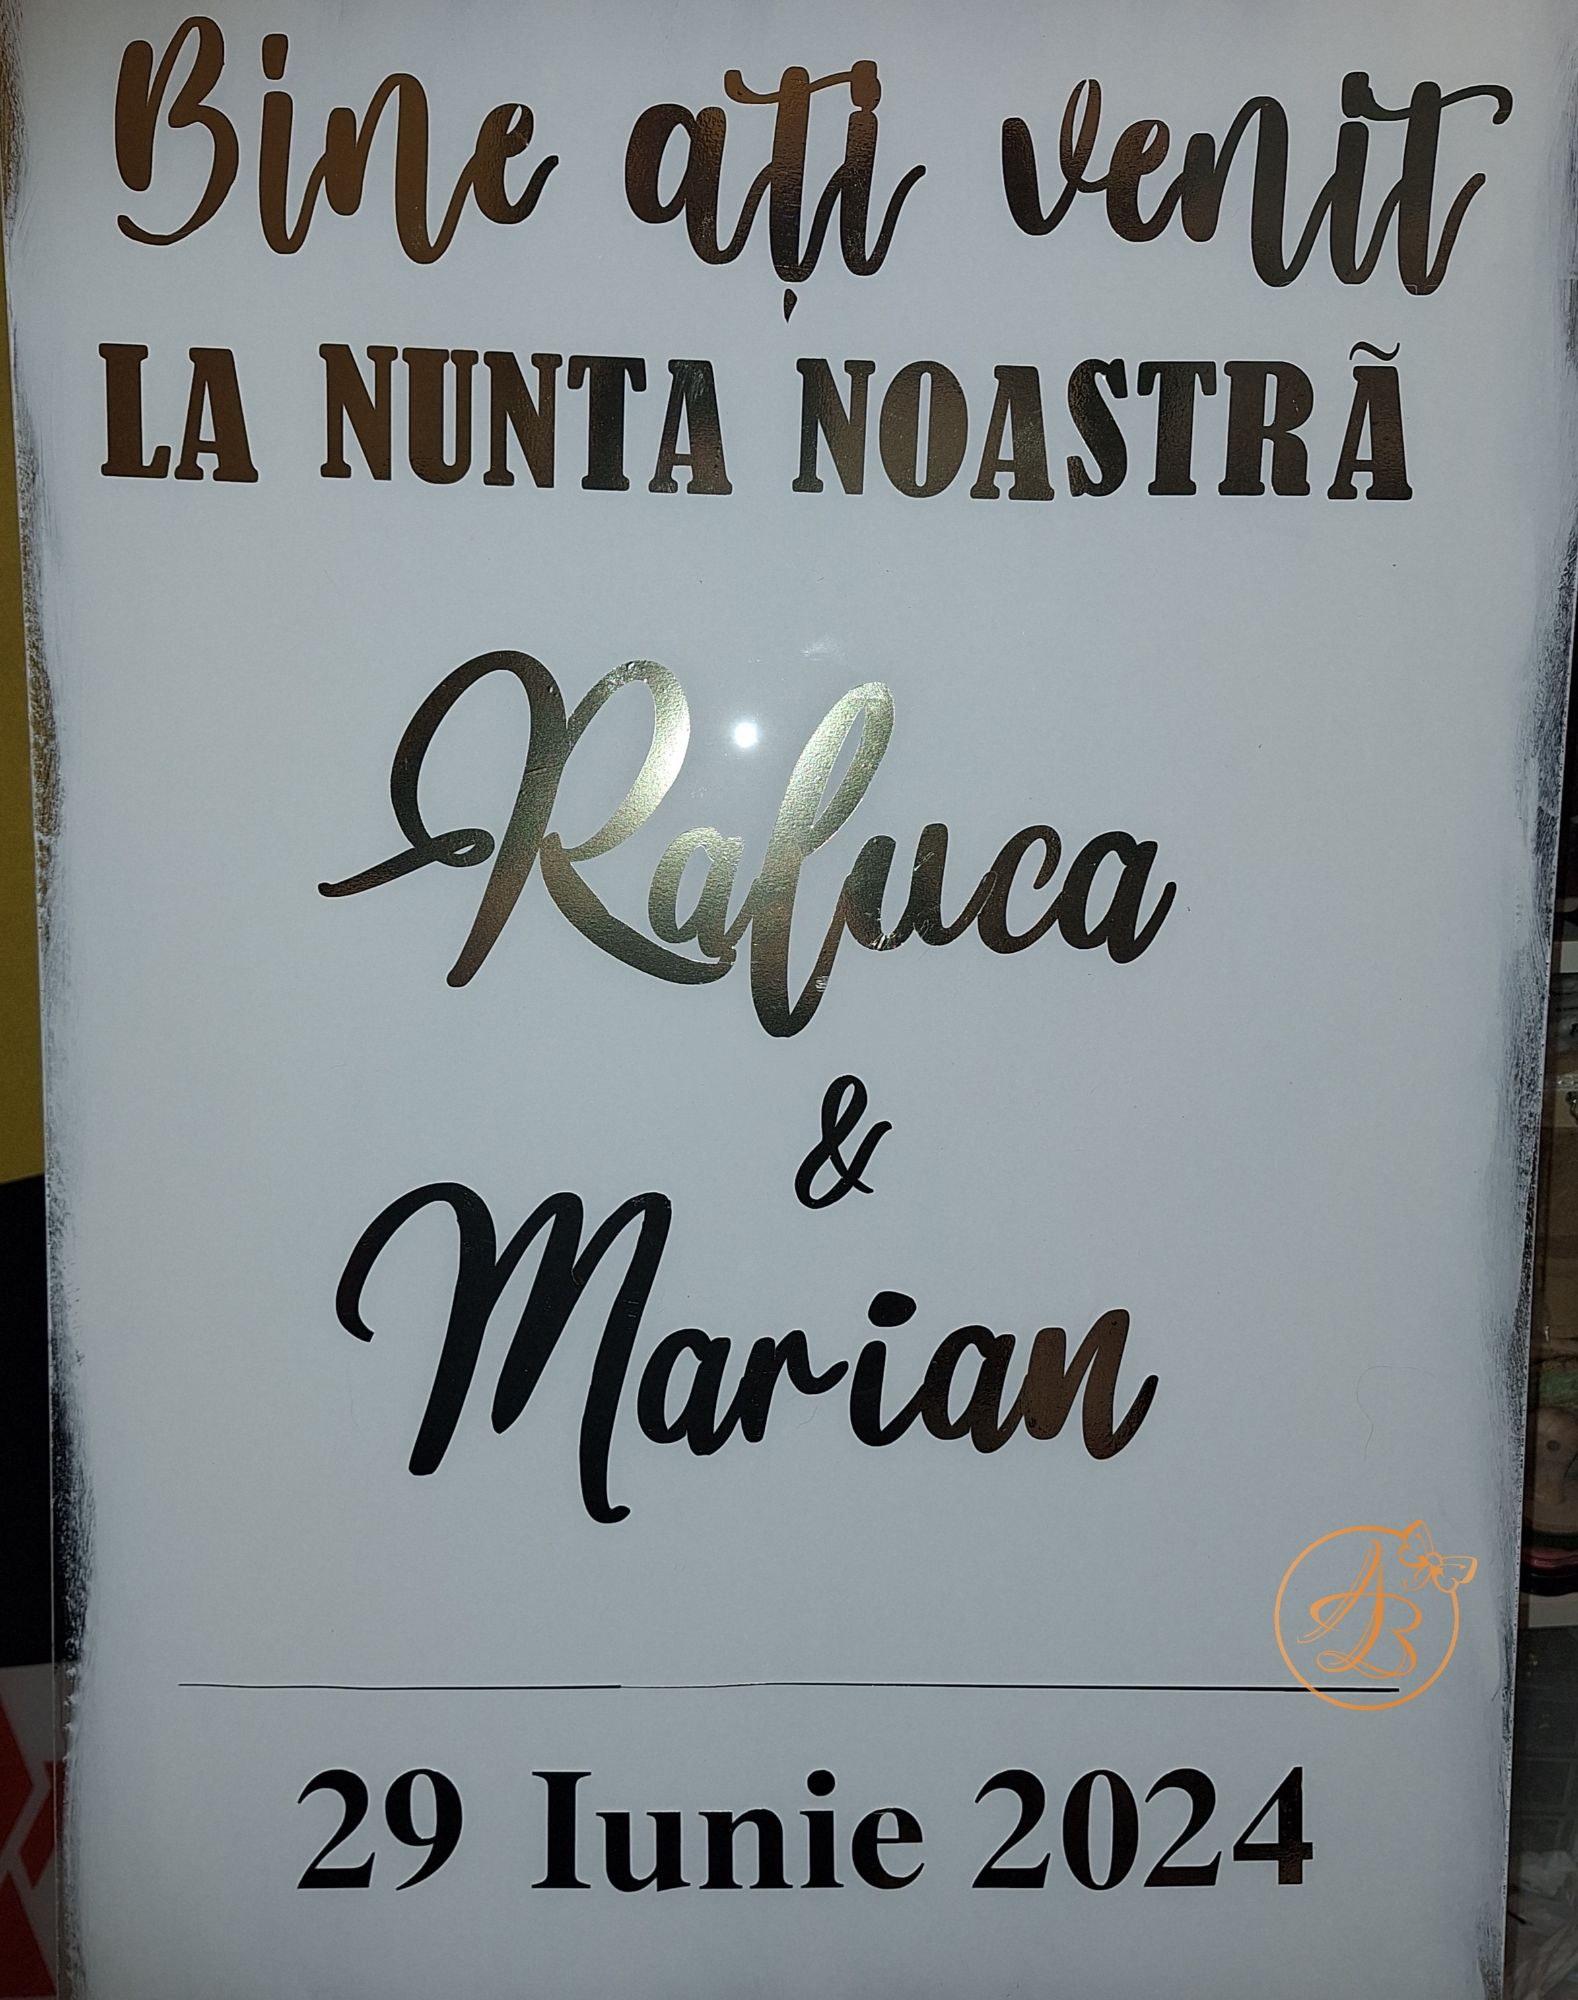 Bine ați venit
LA NUNTA NOASTRÃ
Raluca
&
Marian
29 Iunie 2024